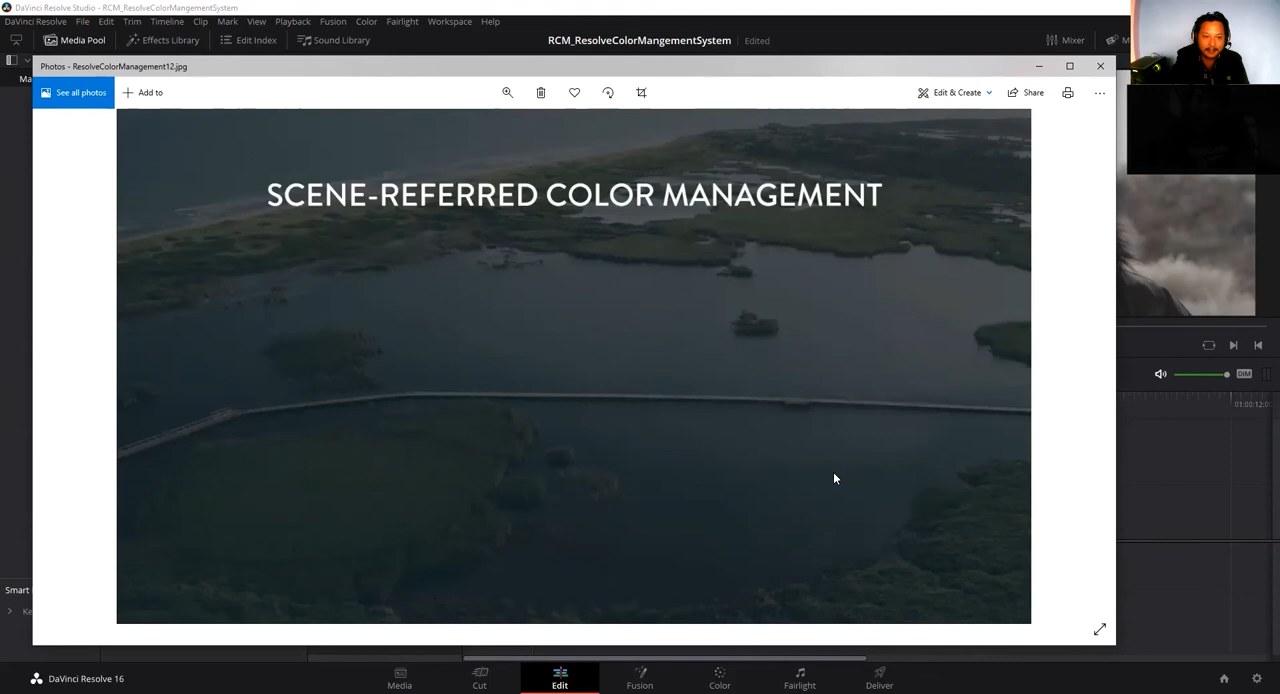 DaVinci Resolve Studio - RCM_ResolveColorMangementSystem
DaVinci Resolve File Edit Trim Timeline Clip Mark View Playback Fusion Color Fairlight Workspace Help
Media Pool Effects Library Edit Index Sound Library RCM_ResolveColorMangementSystem Edited Mixer
Photos - ResolveColorManagement12.jpg
See all photos Add to Edit & Create Share
SCENE-REFERRED COLOR MANAGEMENT
DIM
Smart
DaVinci Resolve 16 Media Cut Edit Fusion Color Fairlight Deliver